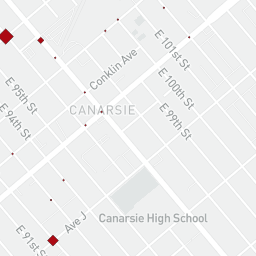 E 101st St
Conklin Ave
E 100th St
E 95th St
CANARSIE
E 99th St
E 94th St
Ave J
Canarsie High School
E 91st St